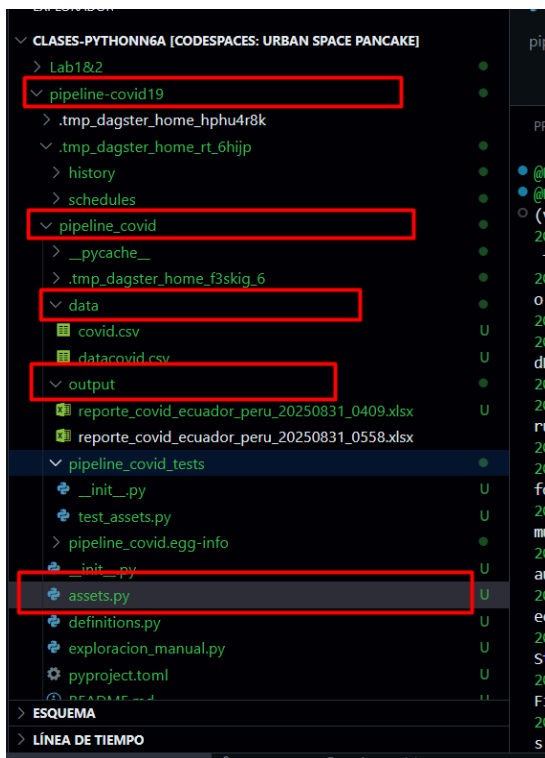 CLASES-PYTHONN6A [CODESPACES: URBAN SPACE PANCAKE]
Lab1&2
pipeline-covid19
.tmp_dagster_home_hphu4r8k
.tmp_dagster_home_rt_6hijp
history
schedules
pipeline_covid
__pycache__
.tmp_dagster_home_f3skig_6
data
covid.csv U
datacovid.csv U
output
reporte_covid_ecuador_peru_20250831_0409.xlsx U
reporte_covid_ecuador_peru_20250831_0558.xlsx
pipeline_covid_tests
__init__.py U
test_assets.py U
pipeline_covid.egg-info
__init__.py U
assets.py U
definitions.py U
exploracion_manual.py U
pyproject.toml U
README.md U
ESQUEMA
LÍNEA DE TIEMPO